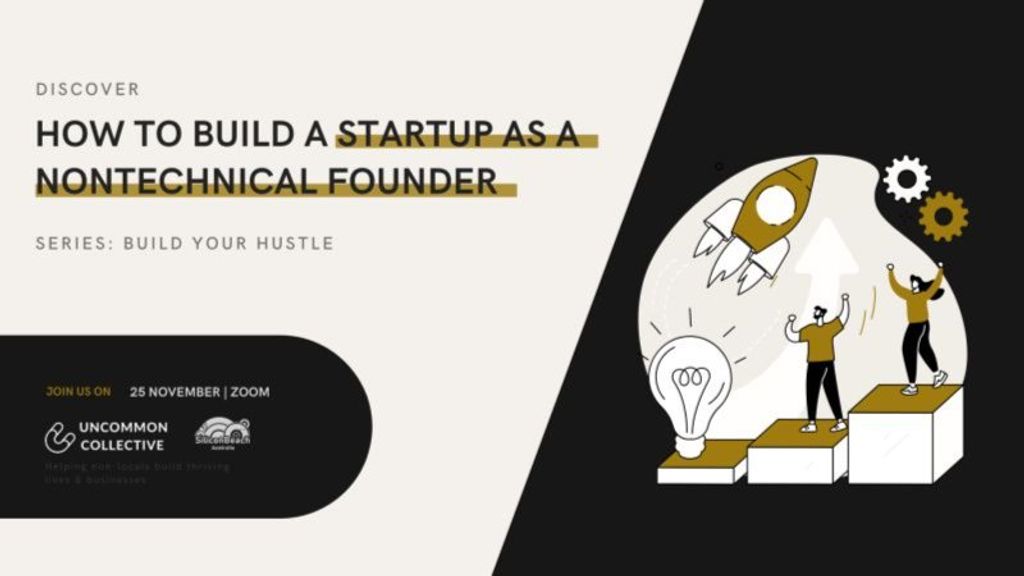 DISCOVER
HOW TO BUILD A STARTUP AS A
NONTECHNICAL FOUNDER
SERIES: BUILD YOUR HUSTLE
JOIN US ON 25 NOVEMBER | ZOOM
UNCOMMON
COLLECTIVE
SiliconBeach
Australia
Helping non-locals build thriving
lives & businesses